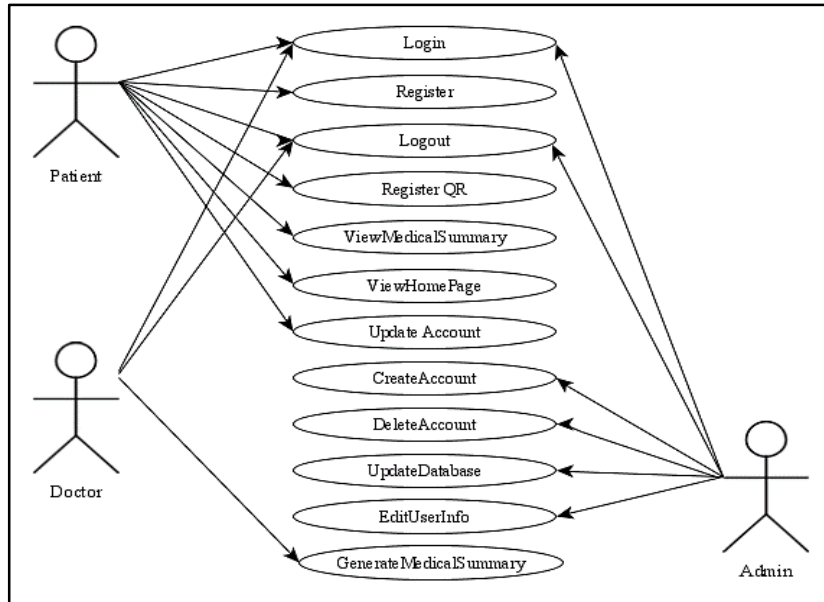 Login
Register
Logout
Patient
Register QR
ViewMedicalSummary
ViewHomePage
Update Account
CreateAccount
DeleteAccount
UpdateDatabase
Doctor
EditUserInfo
GenerateMedicalSummary
Admin